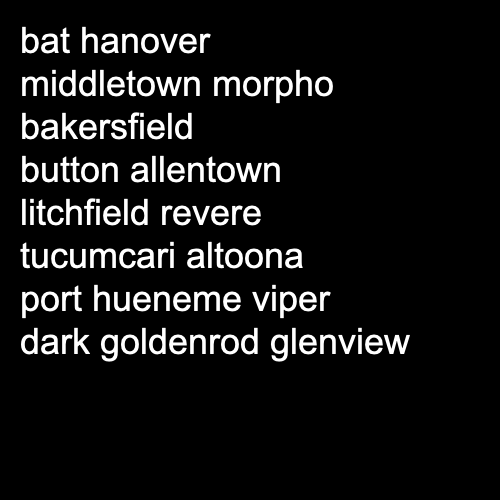 bat hanover
middletown morpho
bakersfield
button allentown
litchfield revere
tucumcari altoona
port hueneme viper
dark goldenrod glenview